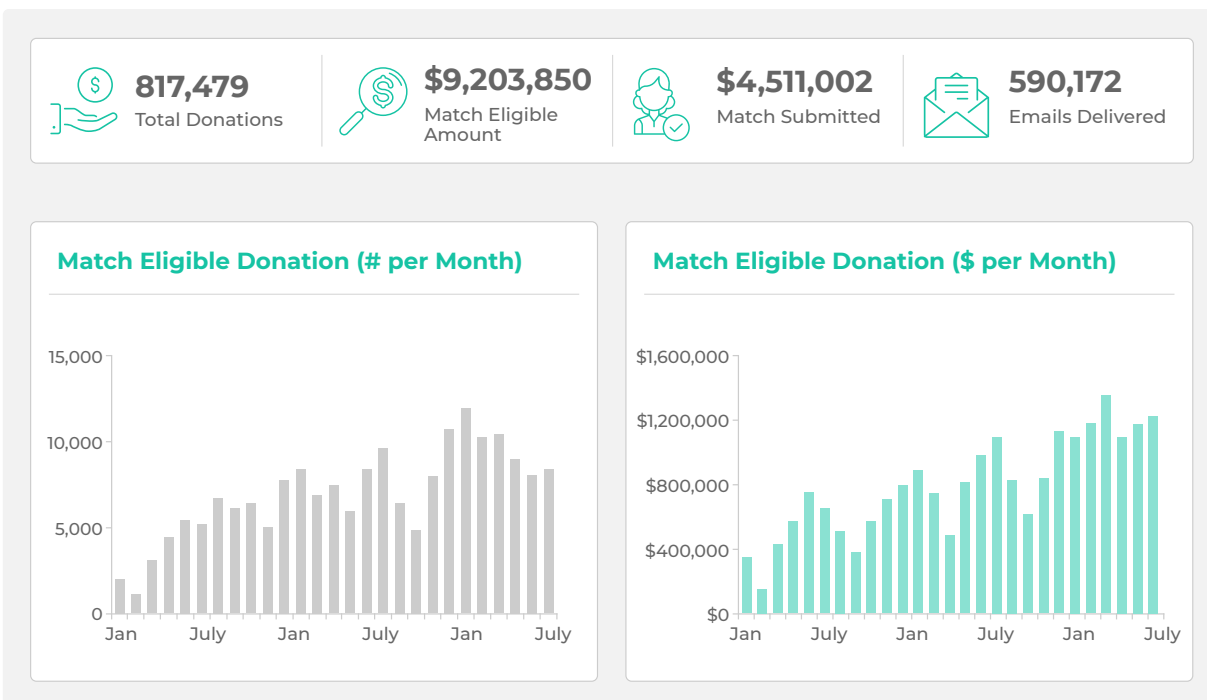 817,479
Total Donations
$9,203,850
Match Eligible
Amount
$4,511,002
Match Submitted
590,172
Emails Delivered
Match Eligible Donation (# per Month)
15,000
10,000
5,000
0
Jan July Jan July Jan July
Match Eligible Donation ($ per Month)
$1,600,000
$1,200,000
$800,000
$400,000
$0
Jan July Jan July Jan July